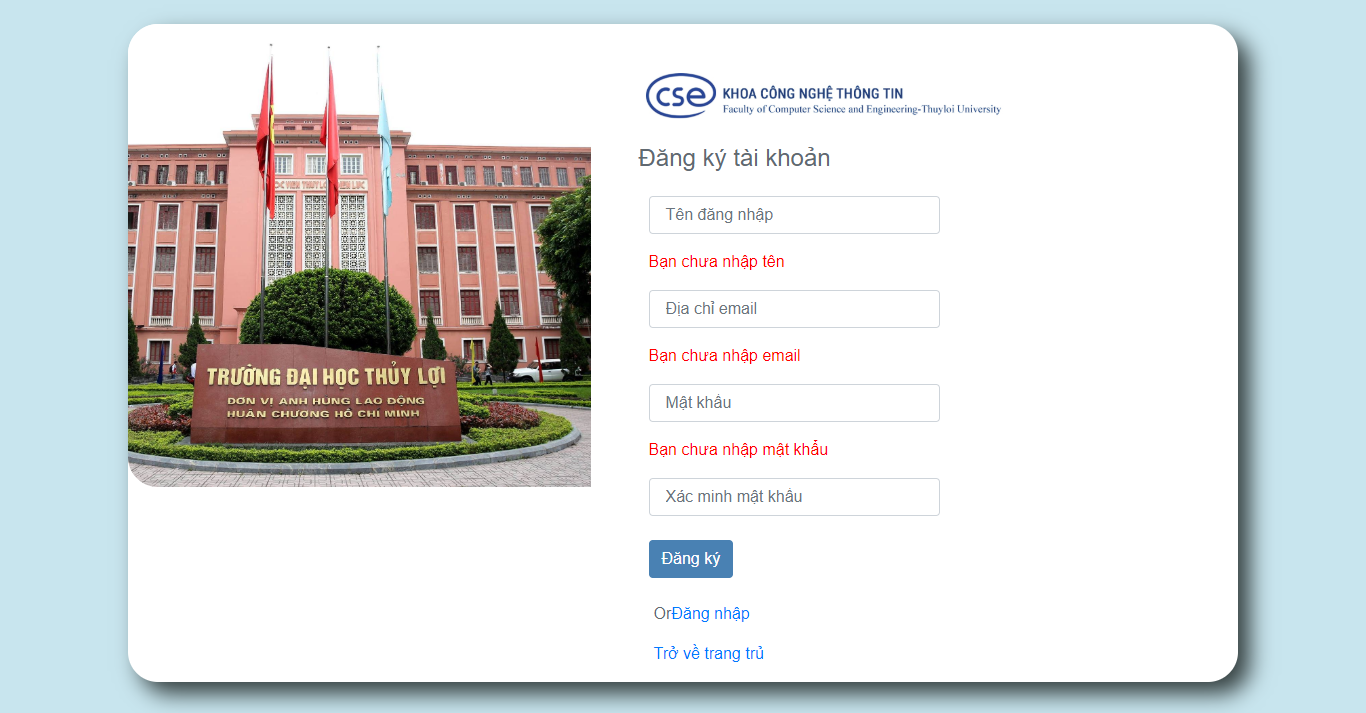 TRƯỜNG ĐẠI HỌC THỦY LỢI
ĐƠN VỊ ANH HÙNG LAO ĐỘNG
HUÂN CHƯƠNG HỒ CHÍ MINH
cse KHOA CÔNG NGHỆ THÔNG TIN
Faculty of Computer Science and Engineering-Thuyloi University
Đăng ký tài khoản
Tên đăng nhập
Bạn chưa nhập tên
Địa chỉ email
Bạn chưa nhập email
Mật khẩu
Bạn chưa nhập mật khẩu
Xác minh mật khẩu
Đăng ký
OrĐăng nhập
Trở về trang trủ